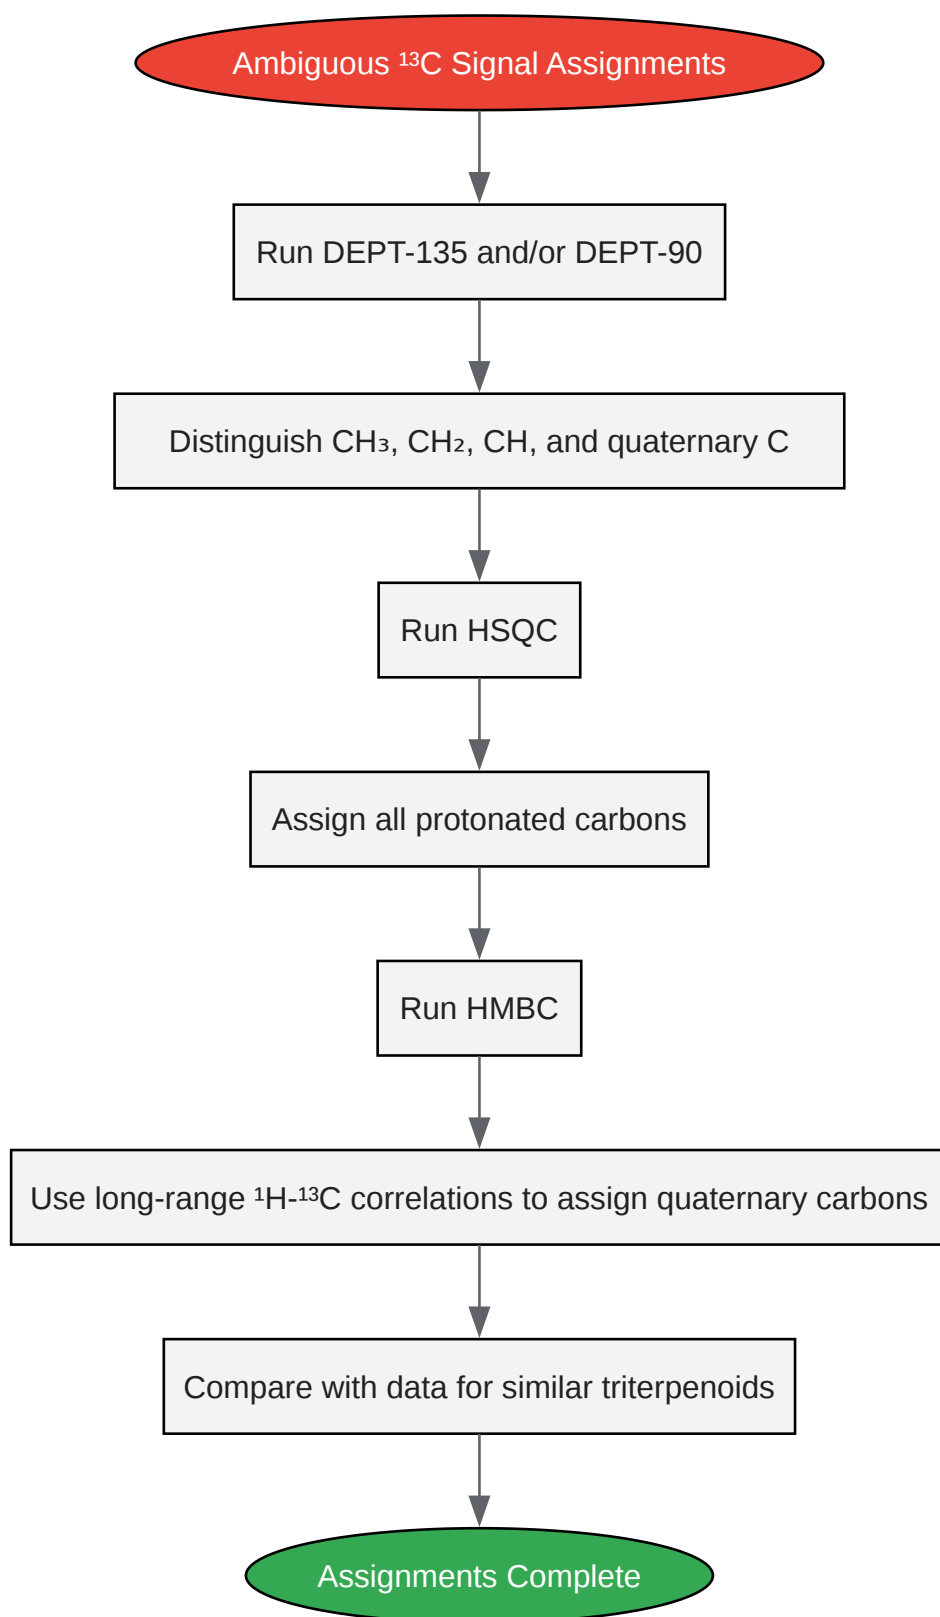 Ambiguous ¹³C Signal Assignments
Run DEPT-135 and/or DEPT-90
Distinguish CH₃, CH₂, CH, and quaternary C
Run HSQC
Assign all protonated carbons
Run HMBC
Use long-range ¹H-¹³C correlations to assign quaternary carbons
Compare with data for similar triterpenoids
Assignments Complete